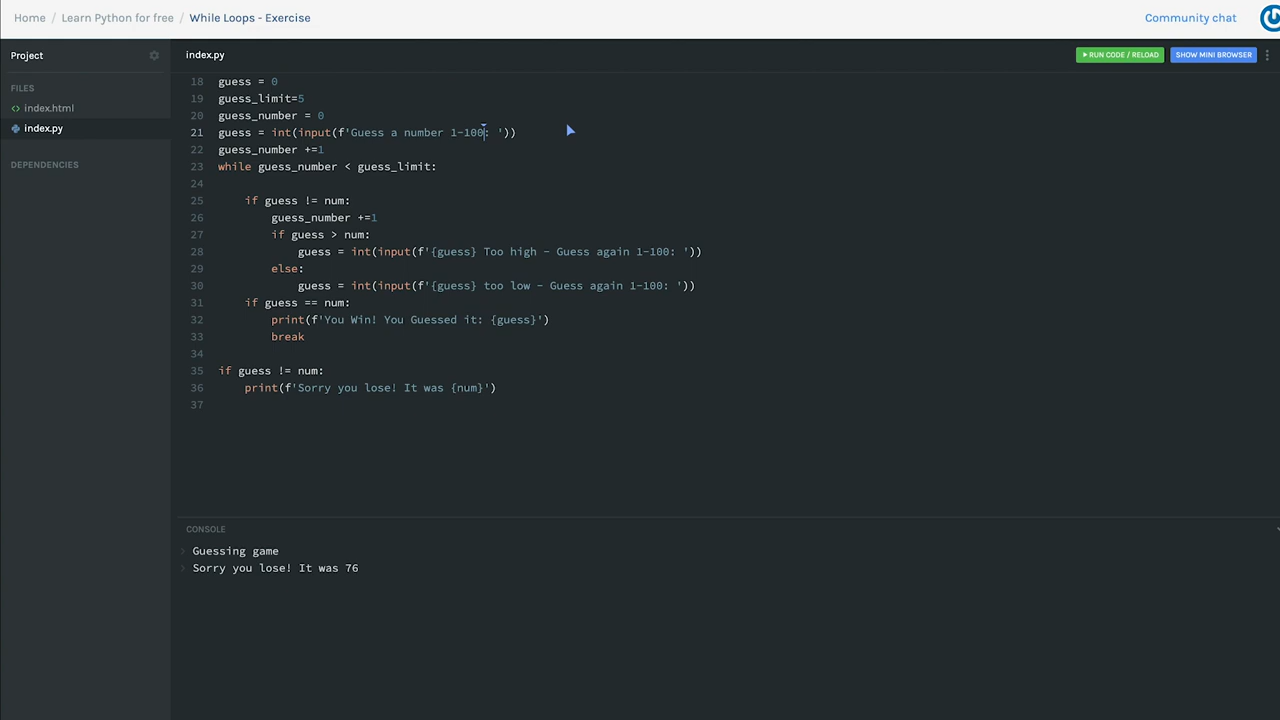 Home / Learn Python for free / While Loops - Exercise
Community chat
Project
index.py
RUN CODE / RELOAD
SHOW MINI BROWSER
FILES
<> index.html
index.py
DEPENDENCIES
18 guess = 0
19 guess_limit=5
20 guess_number = 0
21 guess = int(input(f'Guess a number 1-100: '))
22 guess_number +=1
23 while guess_number < guess_limit:
24
25     if guess != num:
26         guess_number +=1
27         if guess > num:
28             guess = int(input(f'{guess} Too high - Guess again 1-100: '))
29         else:
30             guess = int(input(f'{guess} too low - Guess again 1-100: '))
31     if guess == num:
32         print(f'You Win! You Guessed it: {guess}')
33         break
34
35 if guess != num:
36     print(f'Sorry you lose! It was {num}')
37
CONSOLE
> Guessing game
> Sorry you lose! It was 76